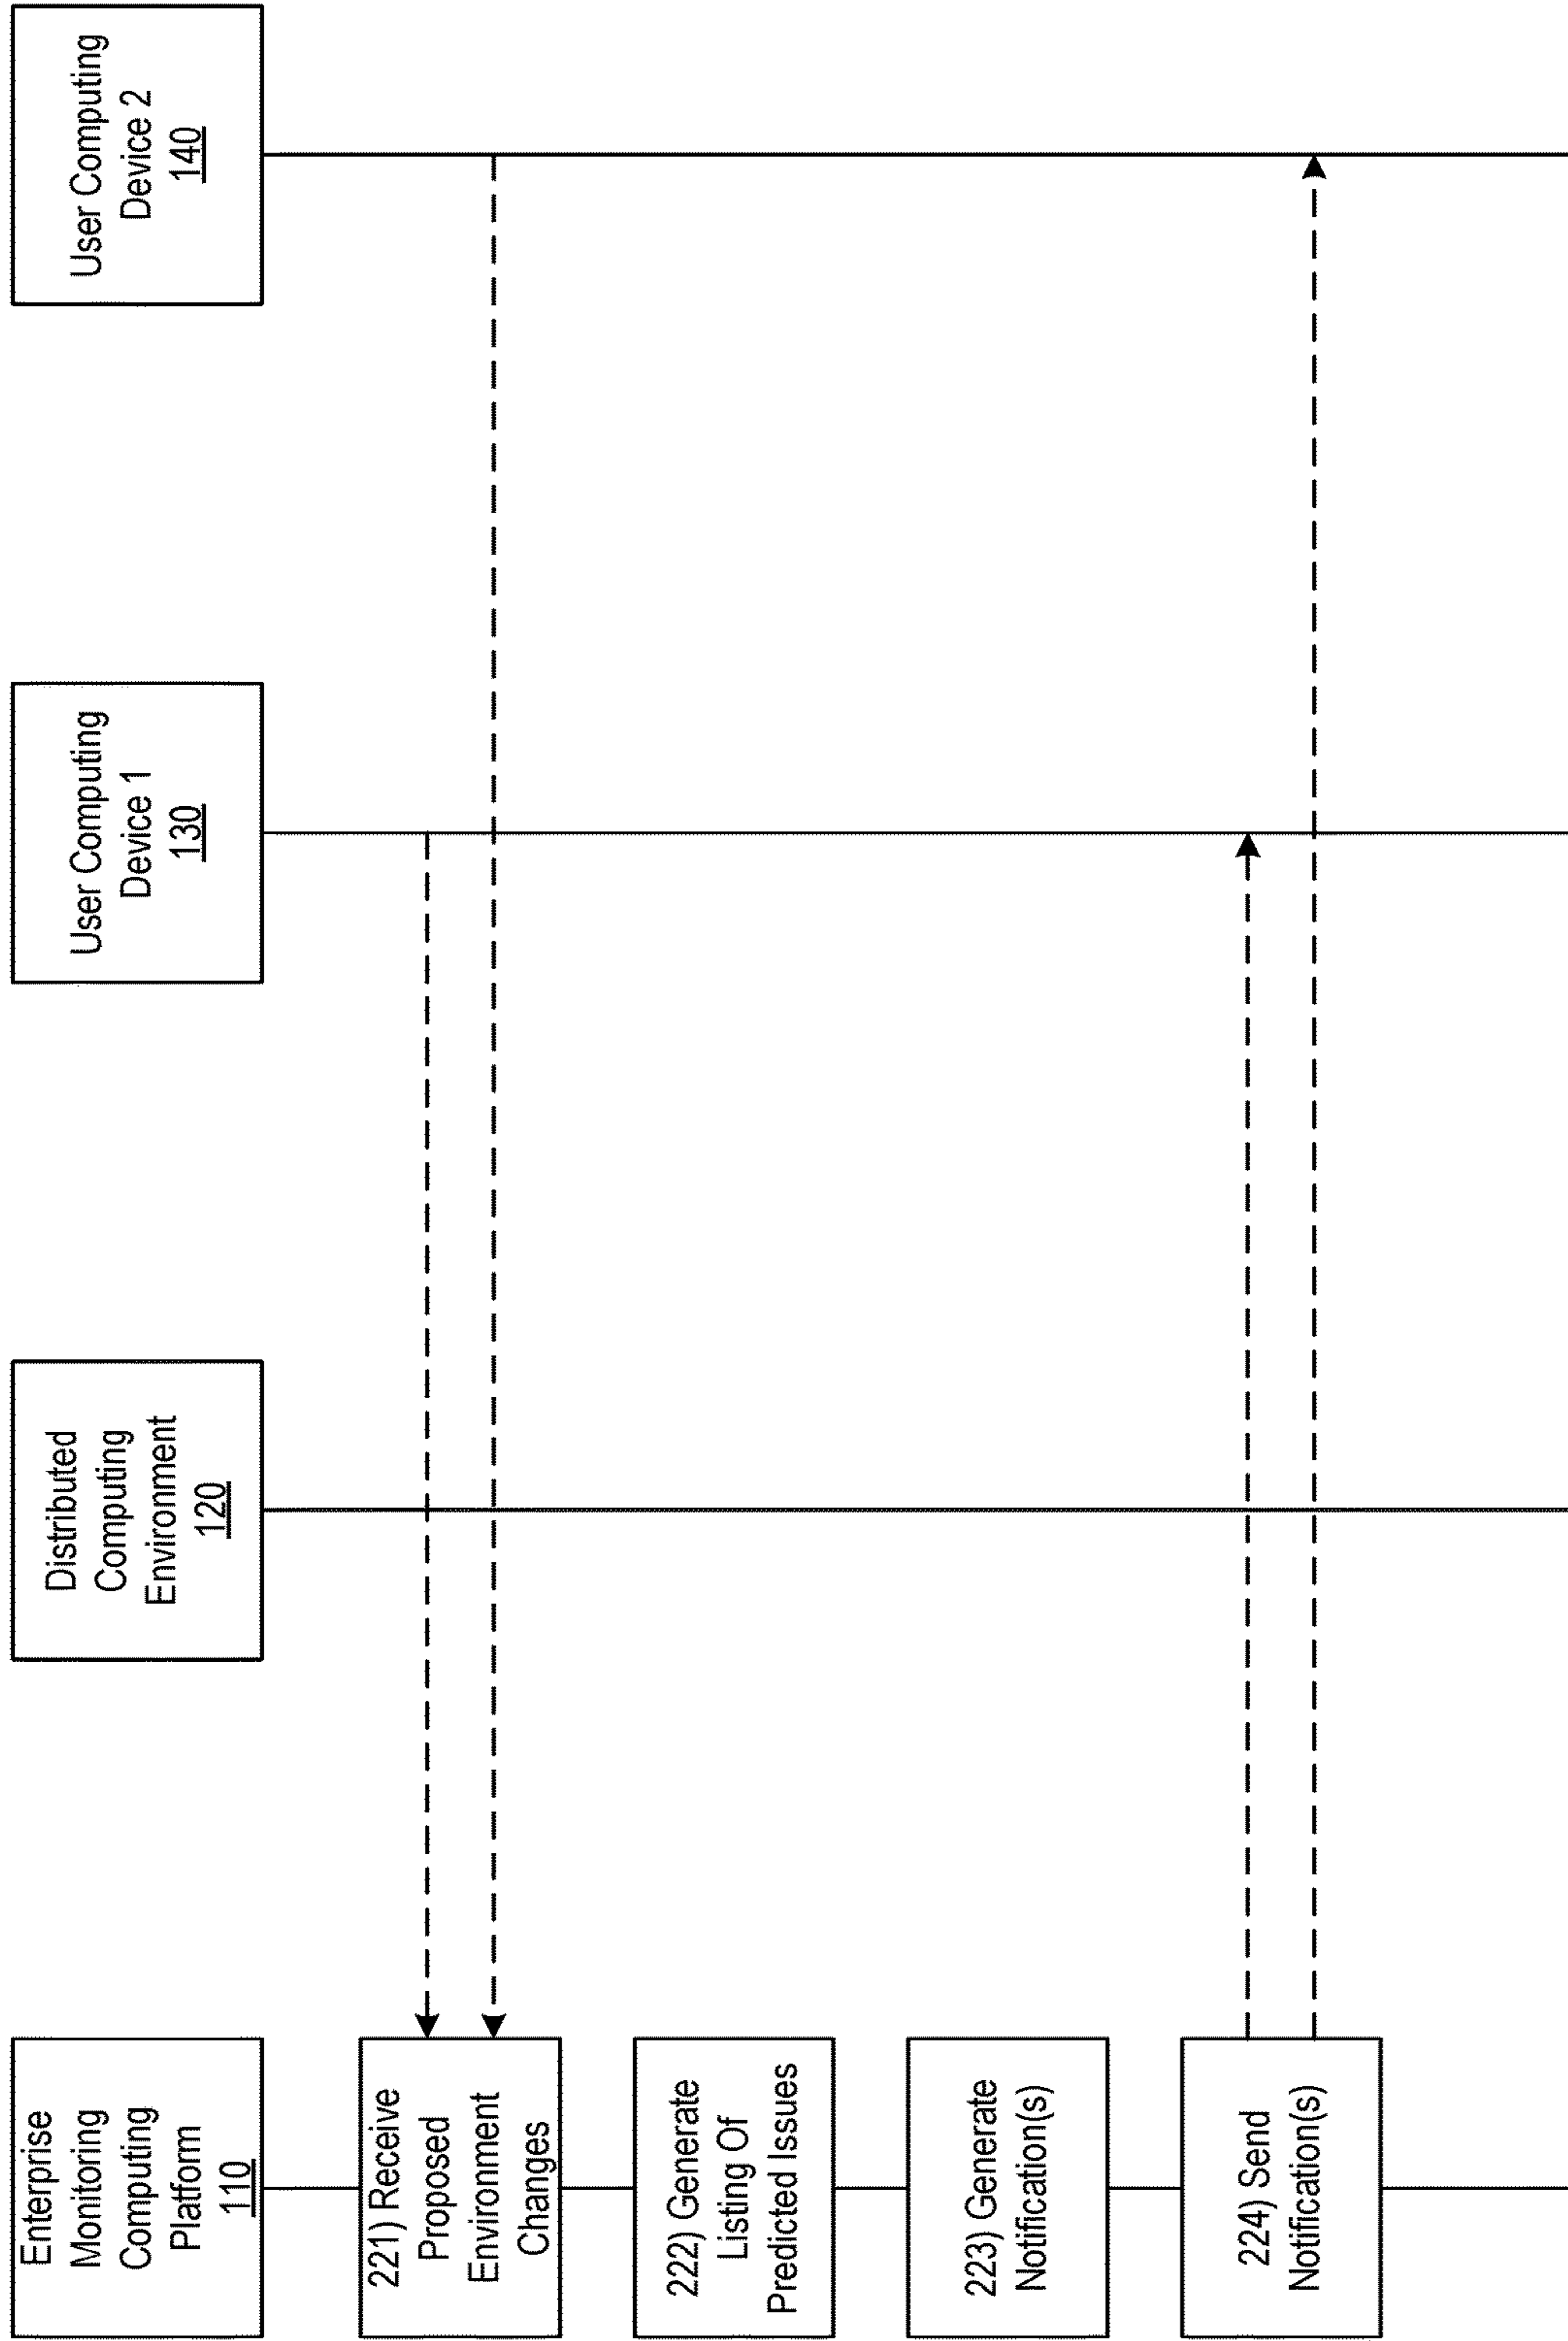 Enterprise
Monitoring
Computing
Platform
110
Distributed
Computing
Environment
120
User Computing
Device 1
130
User Computing
Device 2
140
221) Receive
Proposed
Environment
Changes
222) Generate
Listing Of
Predicted Issues
223) Generate
Notification(s)
224) Send
Notification(s)